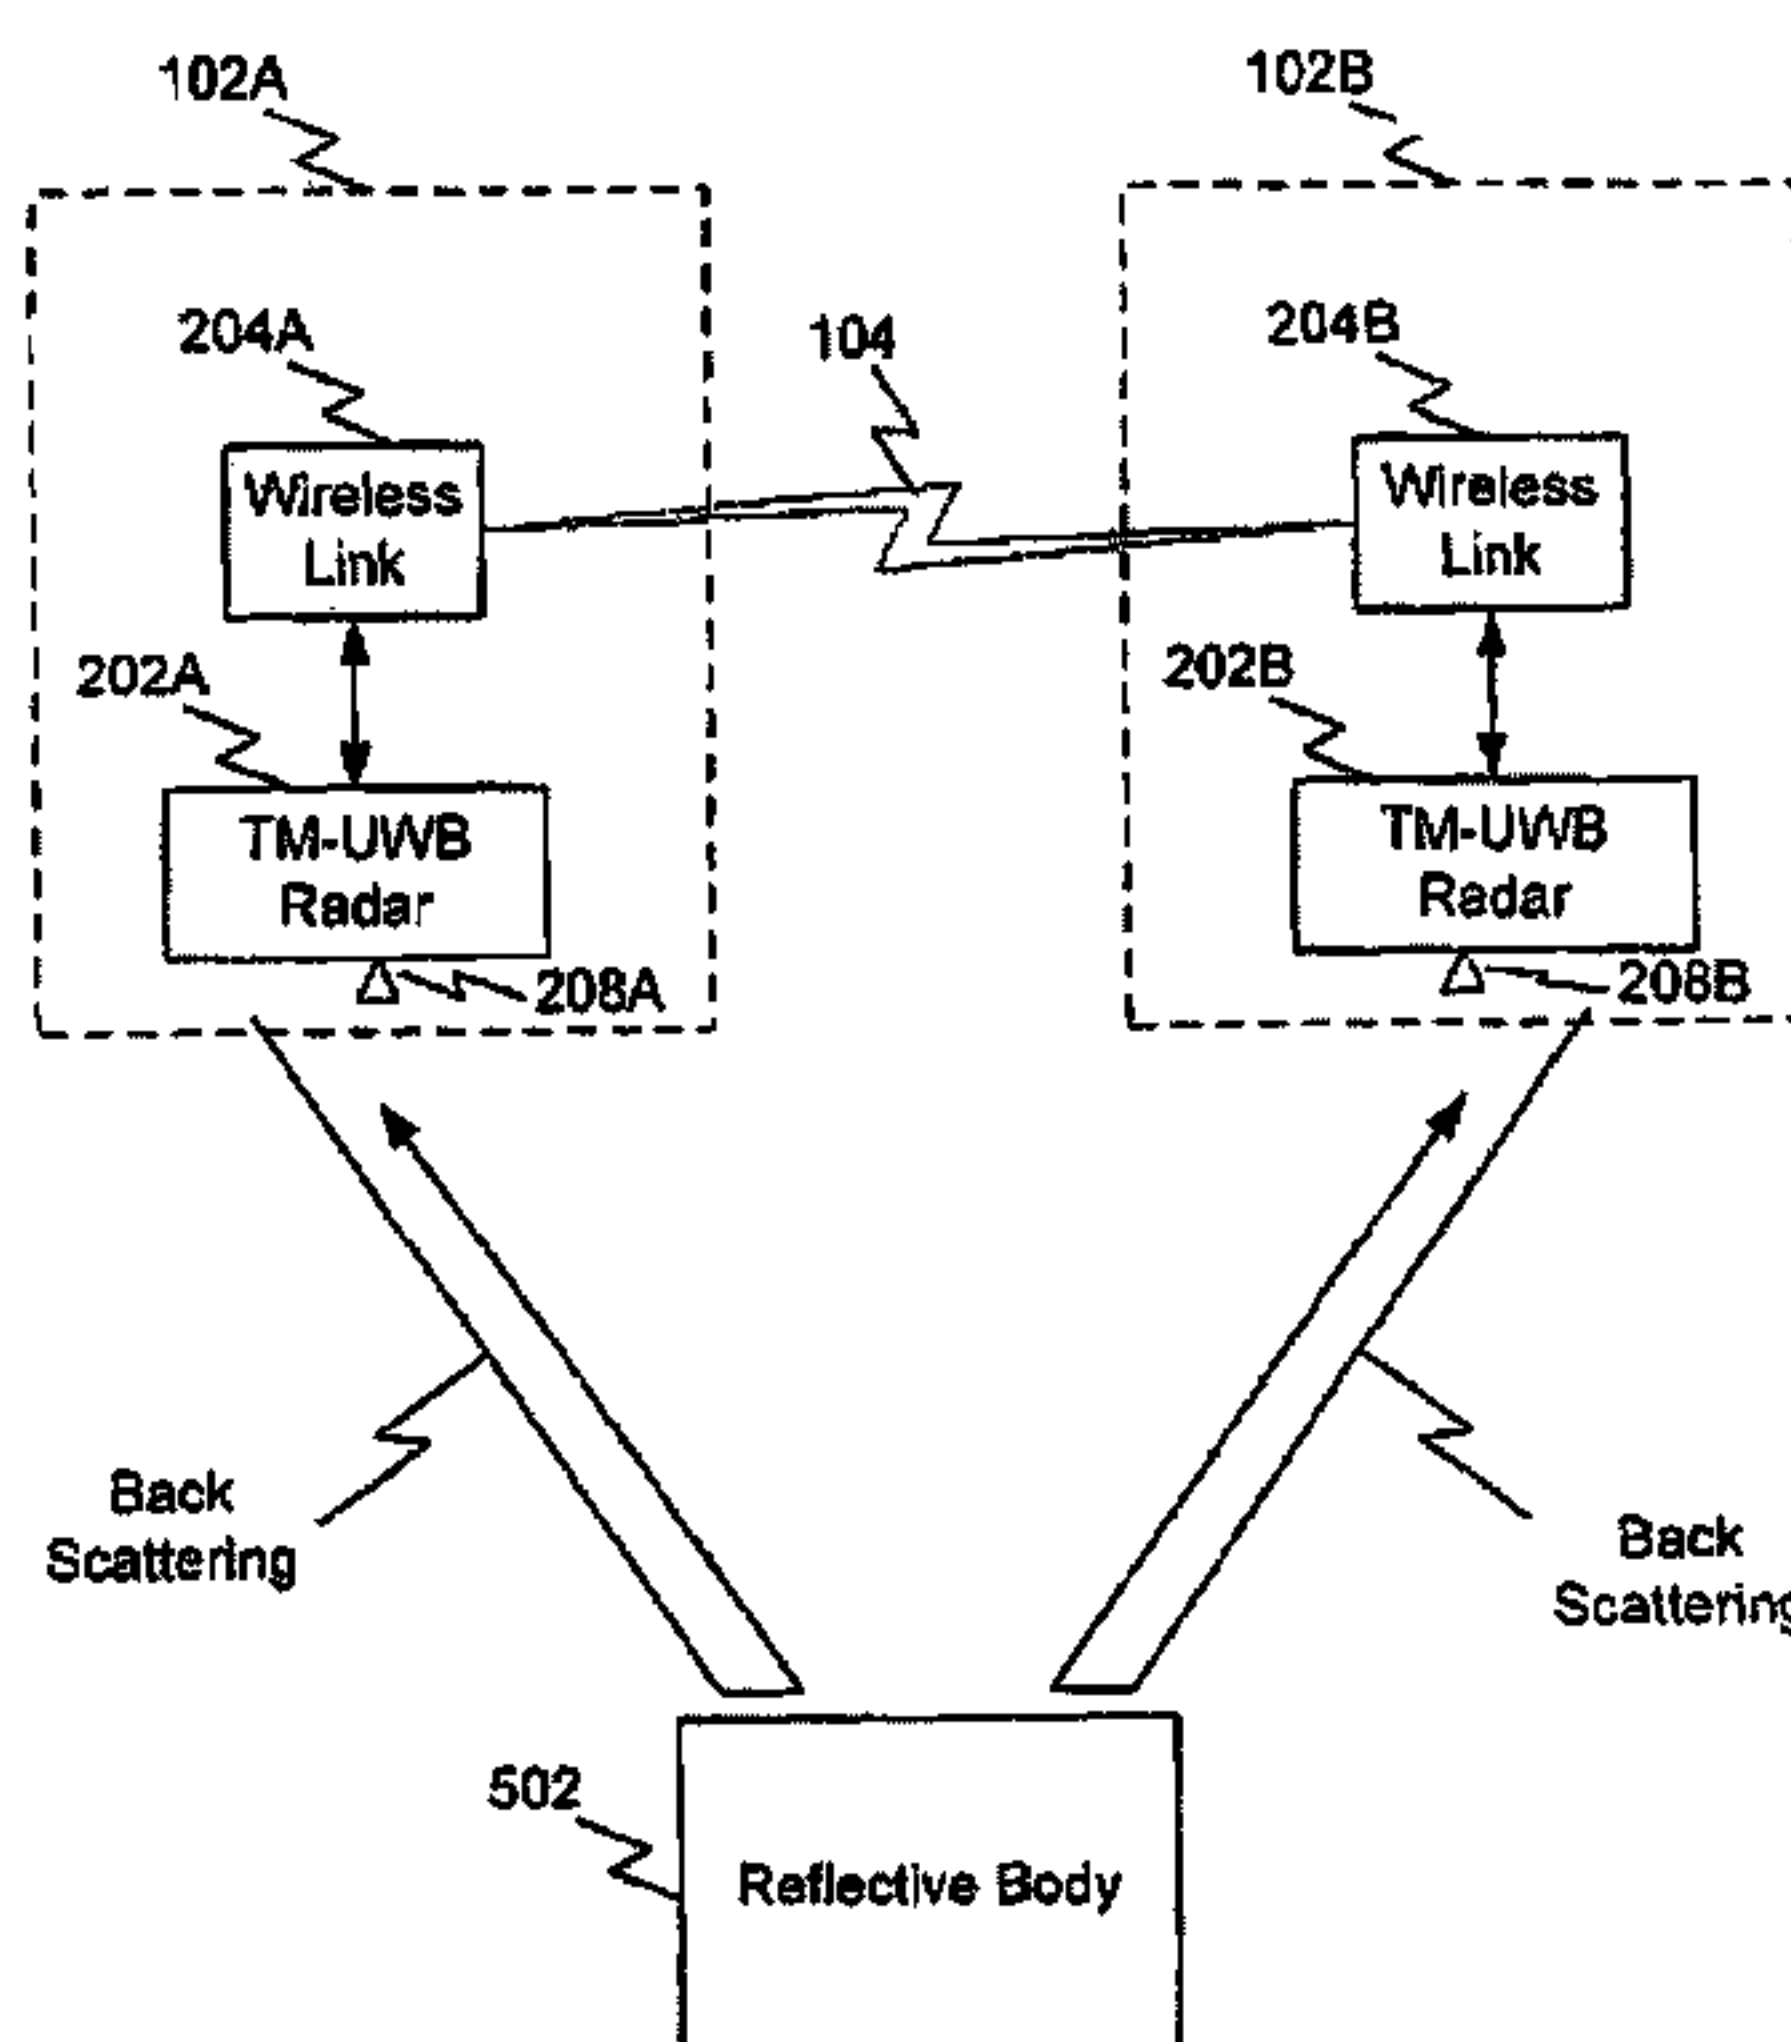 102A
102B
204A
104
204B
Wireless
Link
Wireless
Link
202A
202B
TM-UWB
Radar
TM-UWB
Radar
208A
208B
Back
Scattering
Back
Scattering
502
Reflective Body